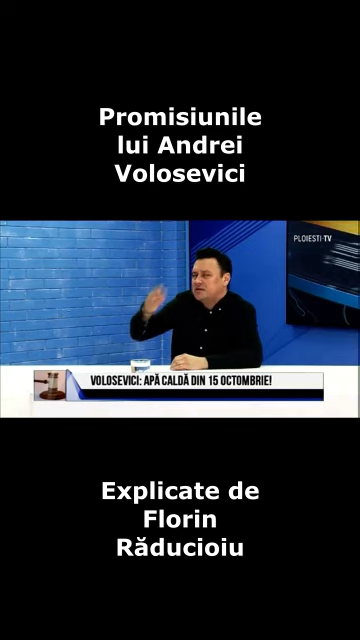 Promisiunile
lui Andrei
Volosevici
PLOIESTI TV
VOLOSEVICI: APĂ CALDĂ DIN 15 OCTOMBRIE!
Explicate de
Florin
Răducioiu